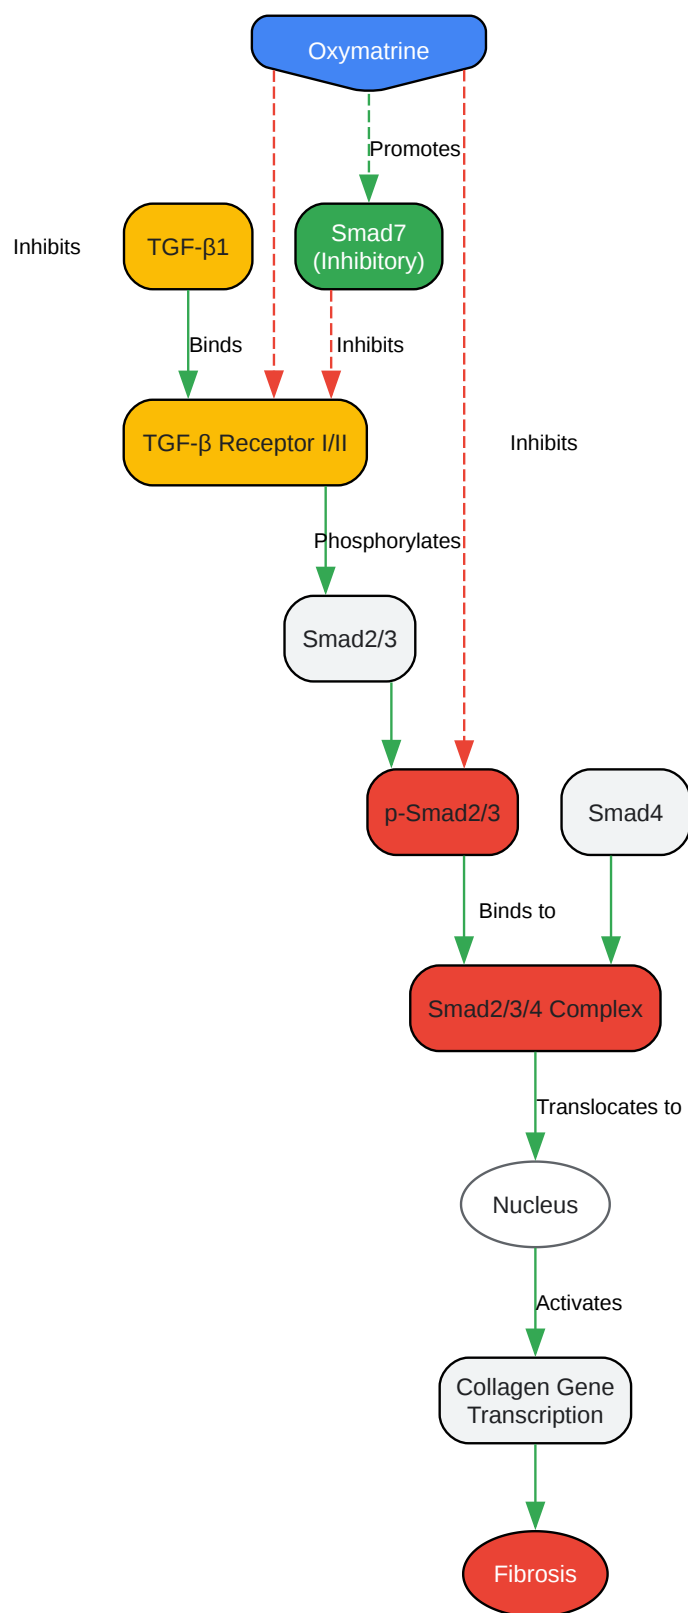 Oxymatrine
Promotes
TGF-β1
Smad7
(Inhibitory)
Inhibits
Binds
Inhibits
TGF-β Receptor I/II
Inhibits
Phosphorylates
Smad2/3
p-Smad2/3
Smad4
Binds to
Smad2/3/4 Complex
Translocates to
Nucleus
Activates
Collagen Gene
Transcription
Fibrosis